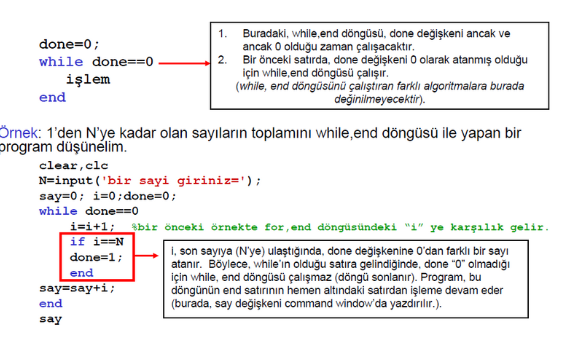 done=0;
while done==0
işlem
end
1. Buradaki, while,end döngüsü, done değişkeni ancak ve
ancak 0 olduğu zaman çalışacaktır.
2. Bir önceki satırda, done değişkeni 0 olarak atanmış olduğu
için while,end döngüsü çalışır.
(while, end döngüsünü çalıştıran farklı algoritmalara burada
değinilmeyecektir).
Örnek: 1'den N'ye kadar olan sayıların toplamını while,end döngüsü ile yapan bir
program düşünelim.
clear,clc
N=input('bir sayi giriniz=');
say=0; i=0;done=0;
while done==0
i=i+1; %bir önceki örnekte for,end döngüsündeki "i" ye karşılık gelir.
if i==N
done=1;
end
say=say+i;
end
say
i, son sayıya (N'ye) ulaştığında, done değişkenine 0'dan farklı bir sayı
atanır. Böylece, while'ın olduğu satıra gelindiğinde, done "0" olmadığı
için while, end döngüsü çalışmaz (döngü sonlanır). Program, bu
döngünün end satırının hemen altındaki satırdan işleme devam eder
(burada, say değişkeni command window'da yazdırılır.).